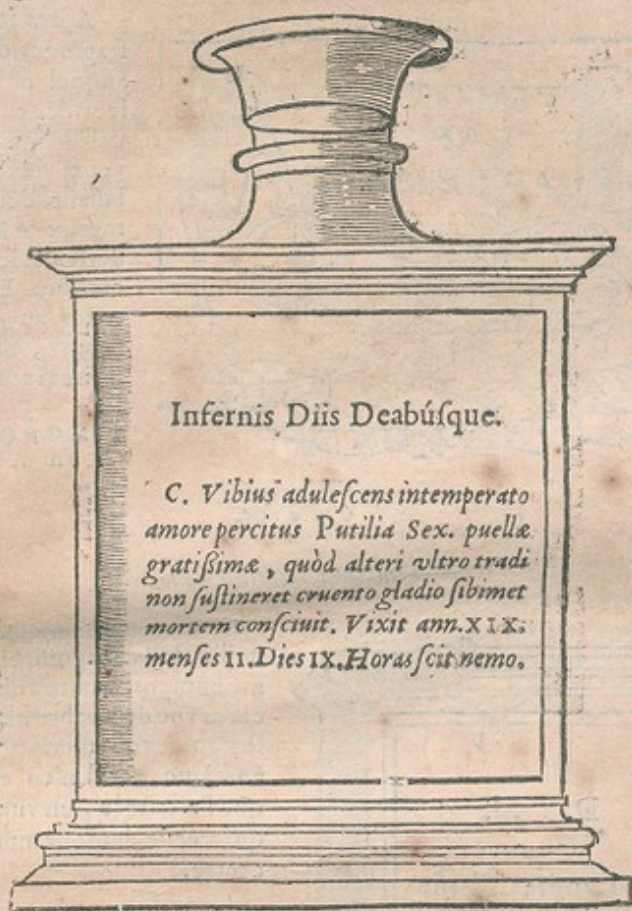 Infernis Diis Deabúſque.
C. Vibius aduleſcens intemperato
amore percitus Putilia Sex. puellæ
gratiſsimæ, quòd alteri vltro tradi
non ſuſtineret cruento gladio ſibimet
mortem conſciuit. Vixit ann. XIX.
menſes II. Dies IX. Horas ſcit nemo.